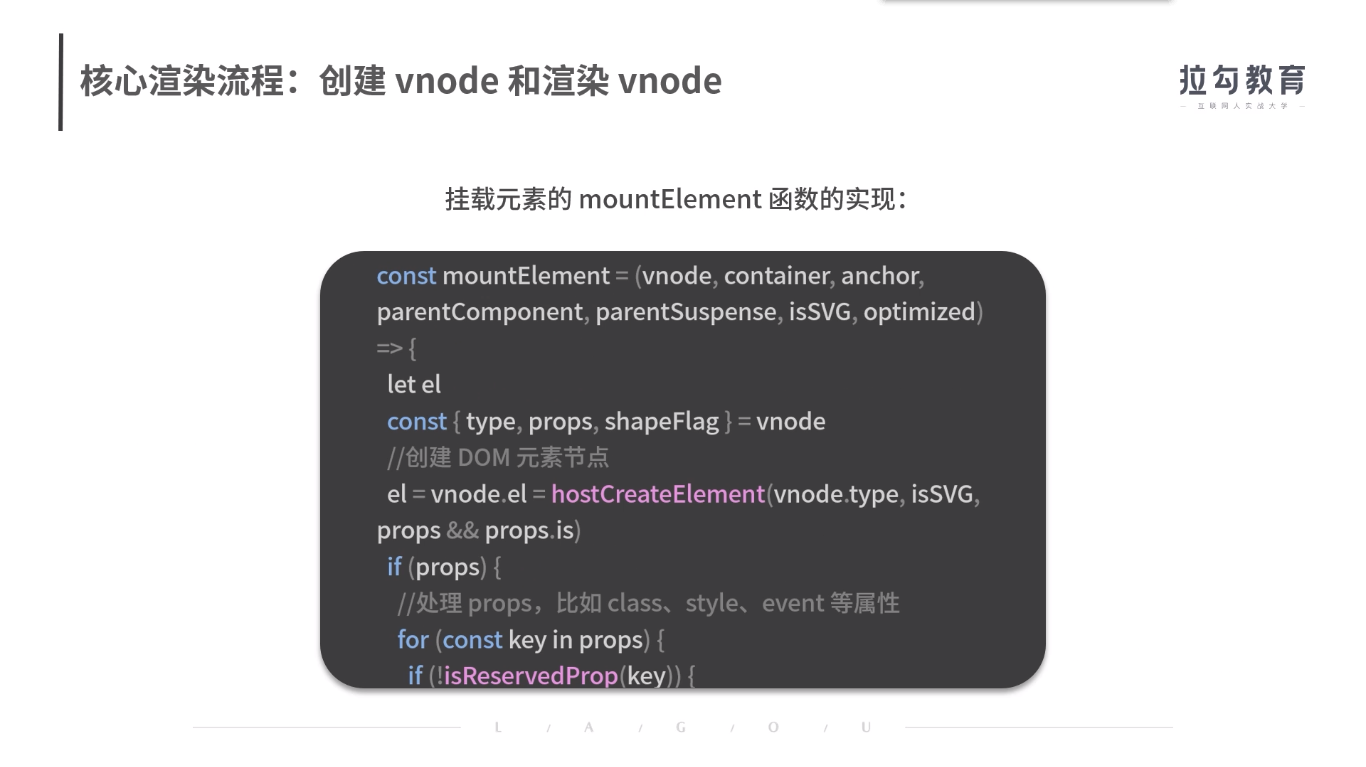 核心渲染流程：创建 vnode 和渲染 vnode
拉勾教育
互联网人实战大学
挂载元素的 mountElement 函数的实现：
const mountElement = (vnode, container, anchor,
parentComponent, parentSuspense, isSVG, optimized)
=> {
let el
const { type, props, shapeFlag } = vnode
//创建 DOM 元素节点
el = vnode.el = hostCreateElement(vnode.type, isSVG,
props && props.is)
if (props) {
//处理 props，比如 class、style、event 等属性
for (const key in props) {
if (!isReservedProp(key)) {
L / A / G / O / U